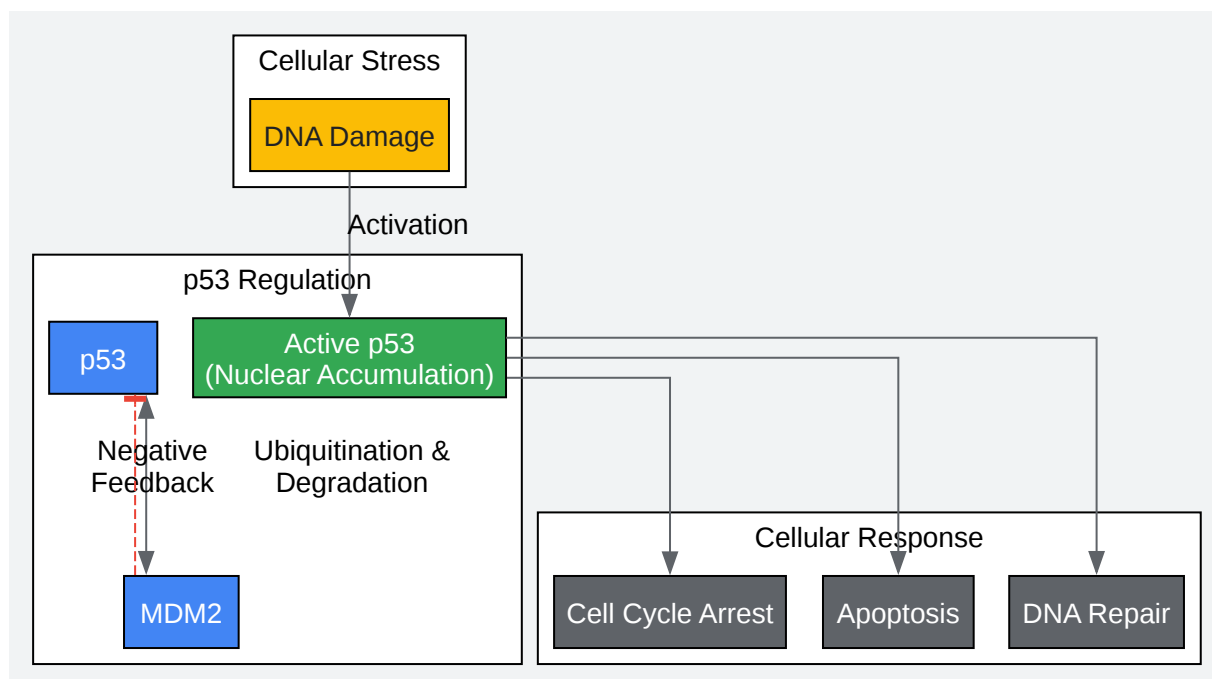 Cellular Stress
DNA Damage
Activation
p53 Regulation
p53
Active p53
(Nuclear Accumulation)
Negative
Feedback
Ubiquitination &
Degradation
MDM2
Cellular Response
Cell Cycle Arrest
Apoptosis
DNA Repair